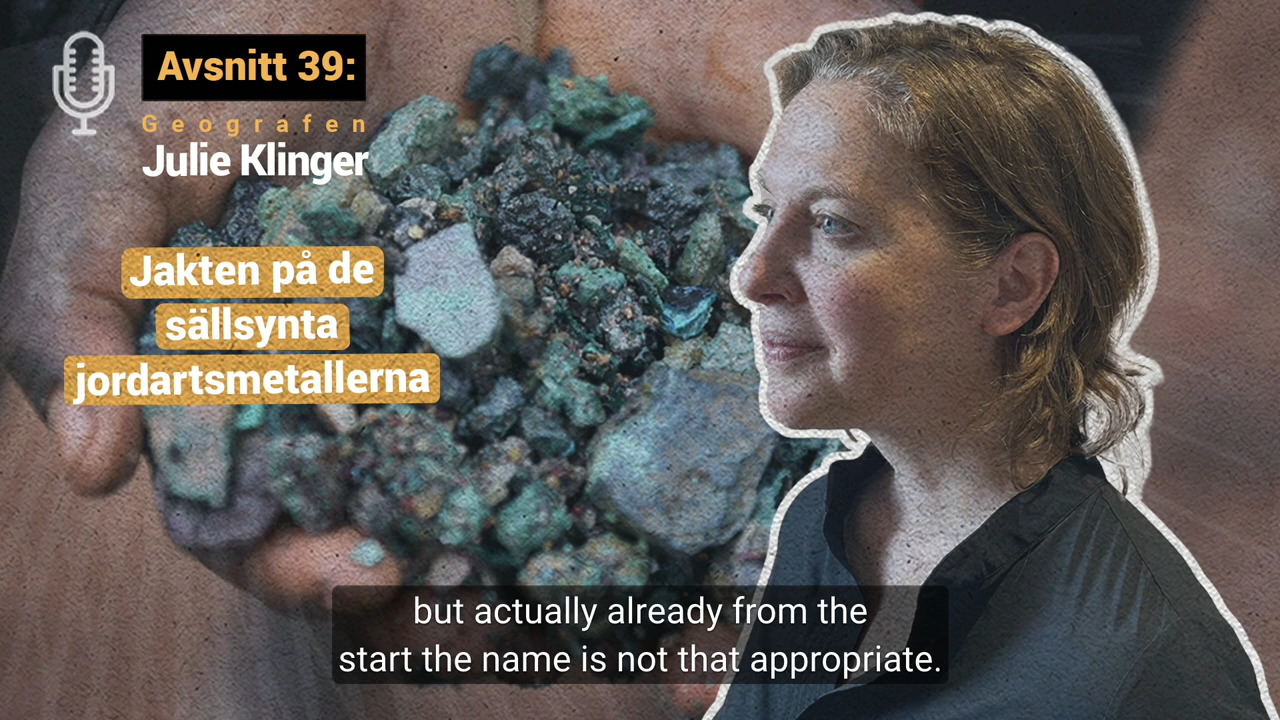 Avsnitt 39:
Geografen
Julie Klinger
Jakten på de
sällsynta
jordartsmetallerna
but actually already from the
start the name is not that appropriate.